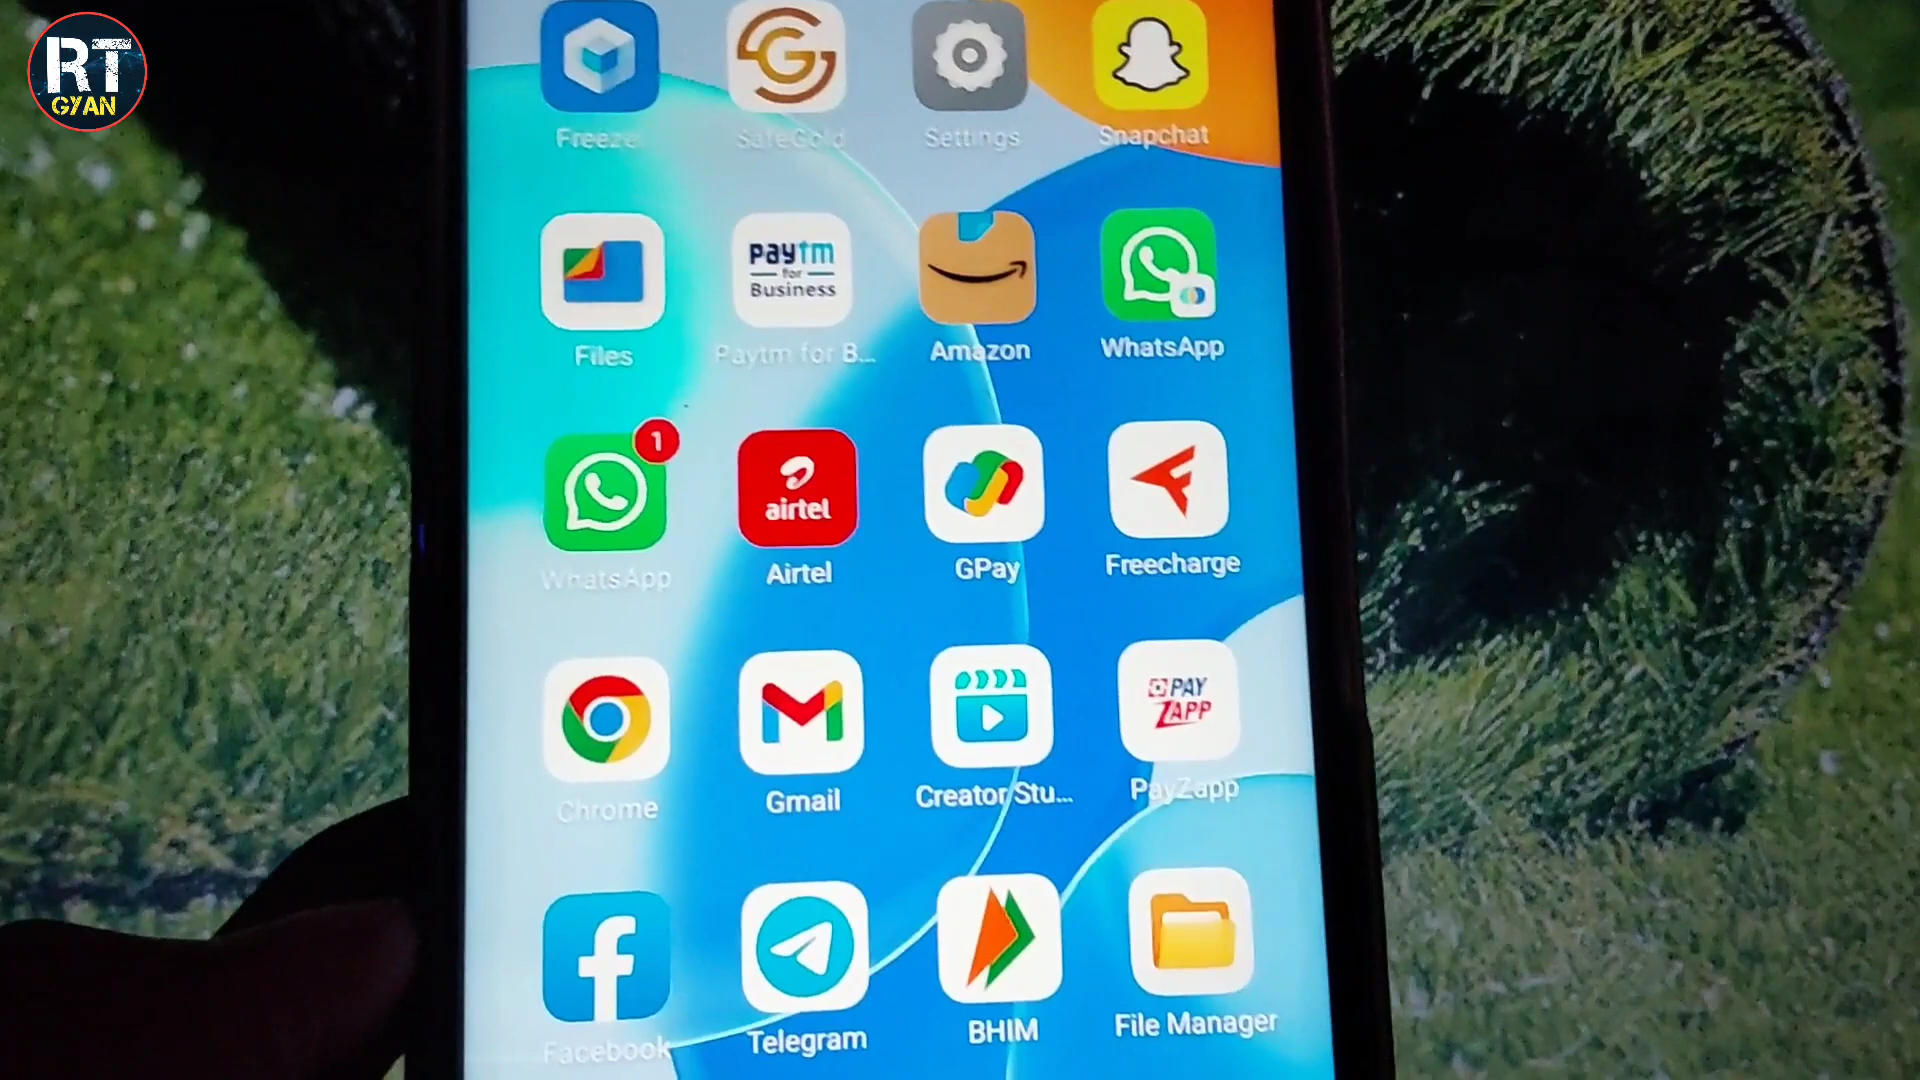 RT
GYAN
Freezer
SafeGold
Settings
Snapchat
paytm
for
Business
Files
Paytm for B...
Amazon
WhatsApp
1
airtel
WhatsApp
Airtel
GPay
Freecharge
PAY
ZAPP
Chrome
Gmail
Creator Stu...
PayZapp
Facebook
Telegram
BHIM
File Manager